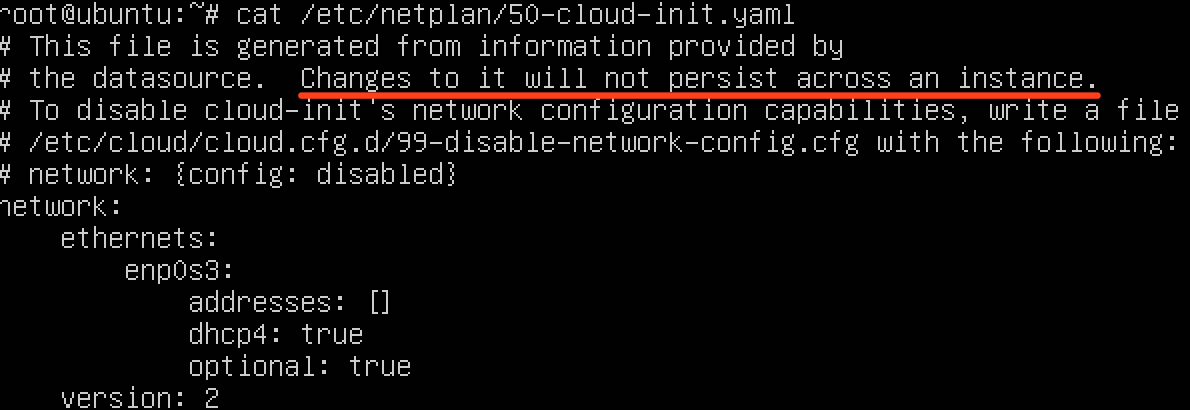 root@ubuntu:~# cat /etc/netplan/50-cloud-init.yaml
# This file is generated from information provided by
# the datasource.  Changes to it will not persist across an instance.
# To disable cloud-init's network configuration capabilities, write a file
# /etc/cloud/cloud.cfg.d/99-disable-network-config.cfg with the following:
# network: {config: disabled}
network:
    ethernets:
        enp0s3:
            addresses: []
            dhcp4: true
            optional: true
    version: 2